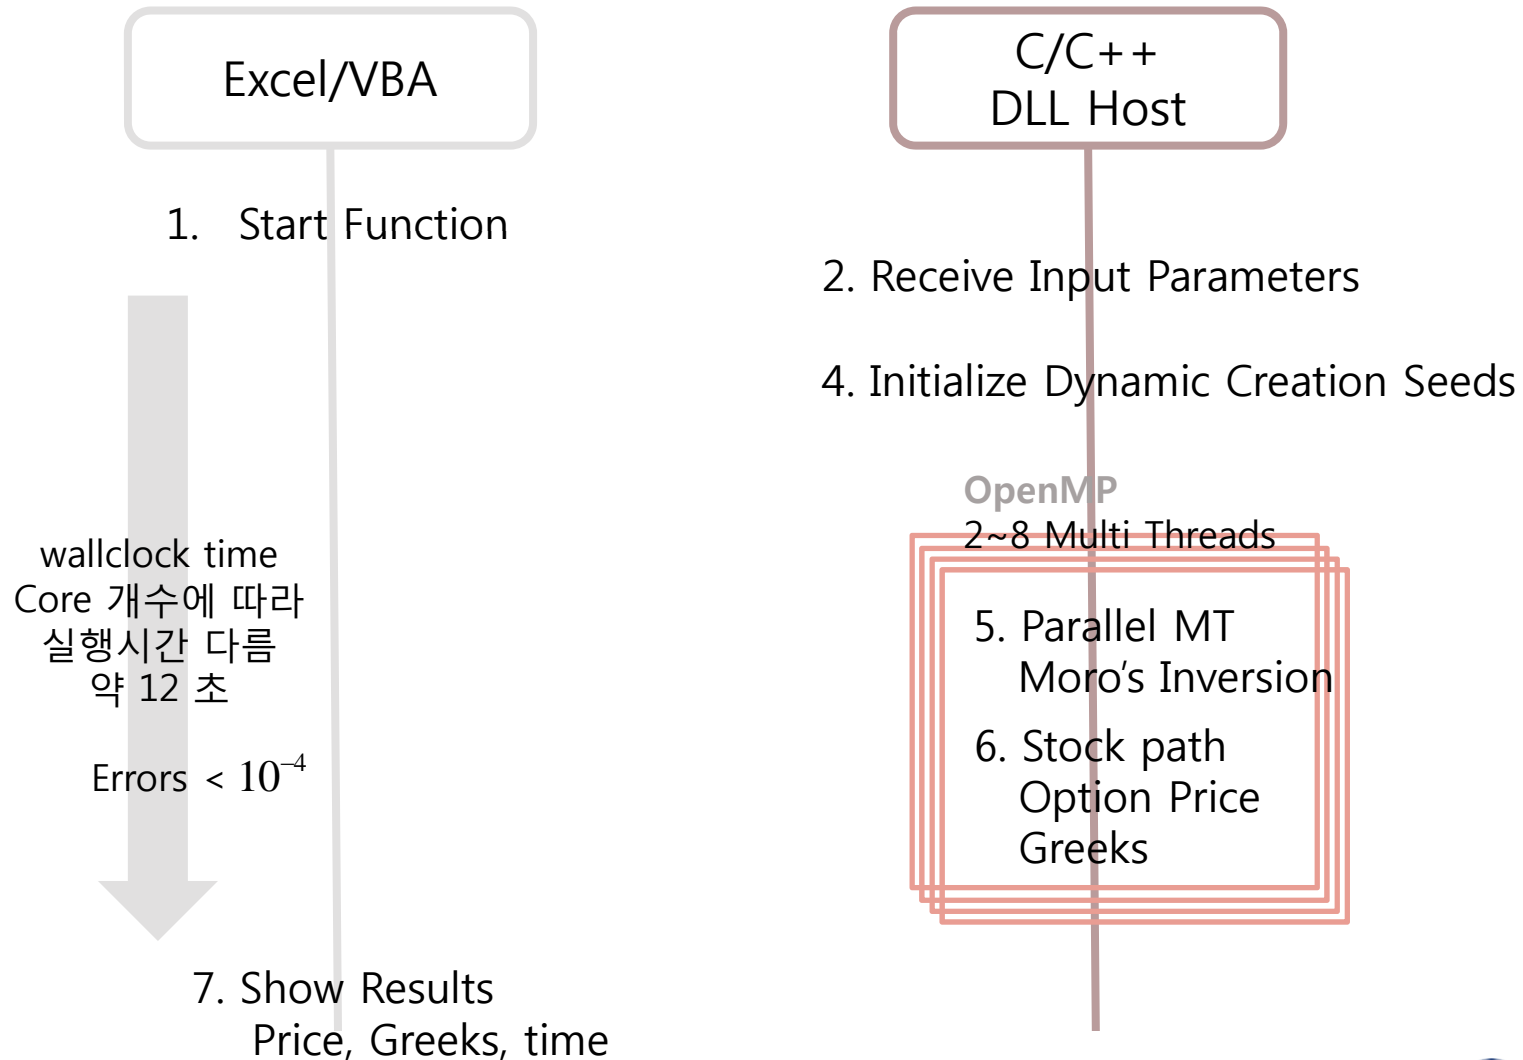 Excel/VBA
C/C++
DLL Host
1. Start Function
2. Receive Input Parameters
4. Initialize Dynamic Creation Seeds
OpenMP
2~8 Multi Threads
wallclock time
Core 개수에 따라
실행시간 다름
약 12 초
Errors < 10⁻⁴
5. Parallel MT
Moro's Inversion
6. Stock path
Option Price
Greeks
7. Show Results
Price, Greeks, time